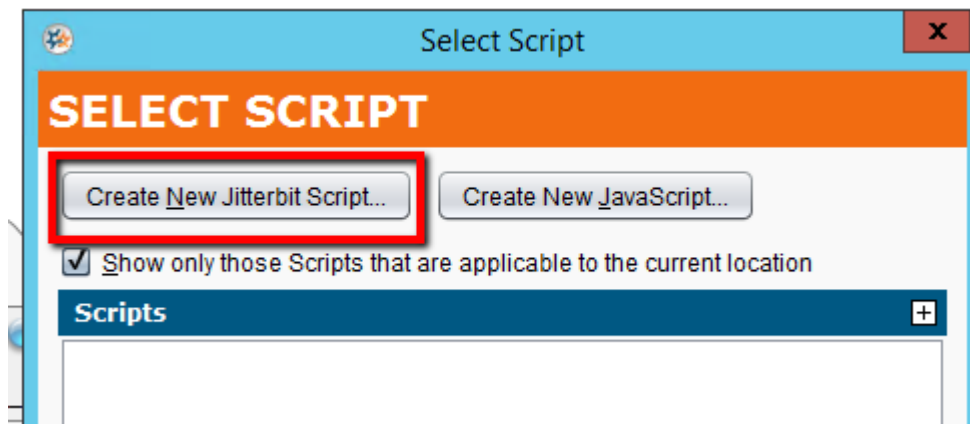 Select Script
x
SELECT SCRIPT
Create New Jitterbit Script... Create New JavaScript...
Show only those Scripts that are applicable to the current location
Scripts